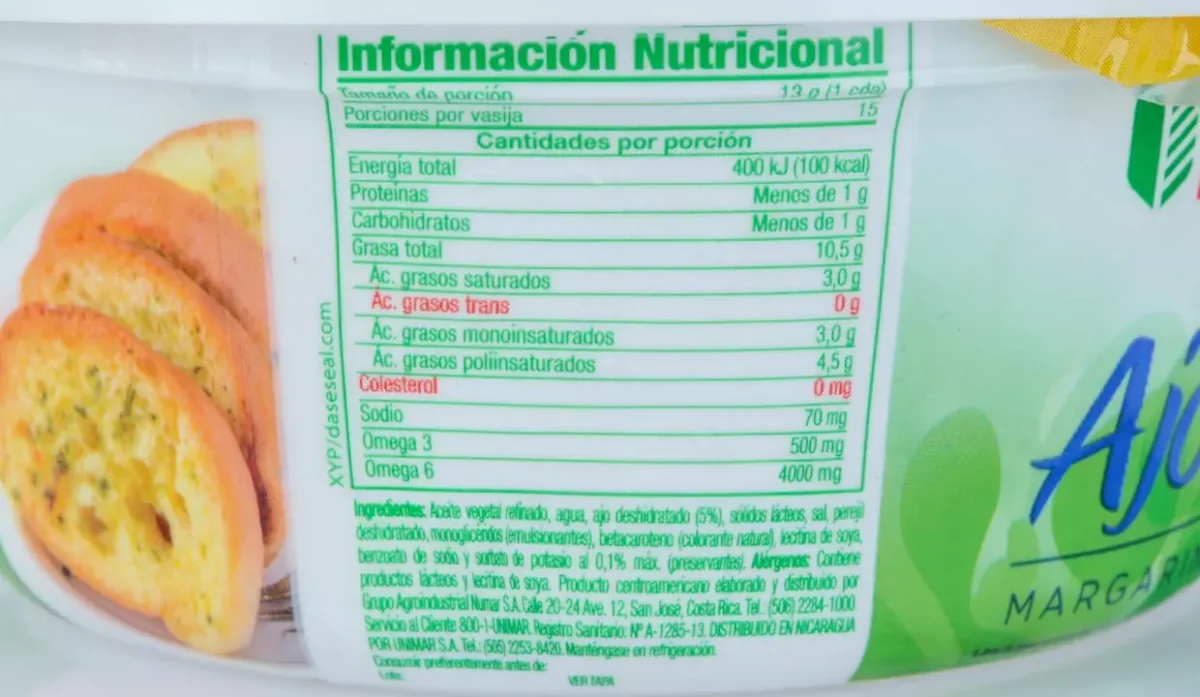 Información Nutricional
Tamaño de porción 13 g (1 cda)
Porciones por vasija 15
Cantidades por porción
Energía total 400 kJ (100 kcal)
Proteínas Menos de 1 g
Carbohidratos Menos de 1 g
Grasa total 10,5 g
Ác. grasos saturados 3,0 g
Ác. grasos trans 0 g
Ác. grasos monoinsaturados 3,0 g
Ác. grasos poliinsaturados 4,5 g
Colesterol 0 mg
Sodio 70 mg
Omega 3 500 mg
Omega 6 4000 mg
XYP/daseseal.com
Ingredientes: Aceite vegetal refinado, agua, ajo deshidratado (5%), sólidos lácteos, sal, perejil
deshidratado, monoglicéridos (emulsionantes), betacaroteno (colorante natural), lecitina de soya,
benzoato de sodio y sorbato de potasio al 0,1% máx. (preservantes). Alérgenos: Contiene
productos lácteos y lecitina de soya. Producto centroamericano elaborado y distribuido por
Grupo Agroindustrial Numar S.A. Calle 20-24 Ave. 12, San José, Costa Rica. Tel.: (506) 2284-1000
Servicio al Cliente 800-1-UNIMAR. Registro Sanitario: Nº A-1285-13. DISTRIBUIDO EN NICARAGUA
POR UNIMAR S.A. Tel.: (505) 2253-8420. Manténgase en refrigeración.
Consumir preferentemente antes de:
Lote: VER TAPA
Ajo
MARGARIN